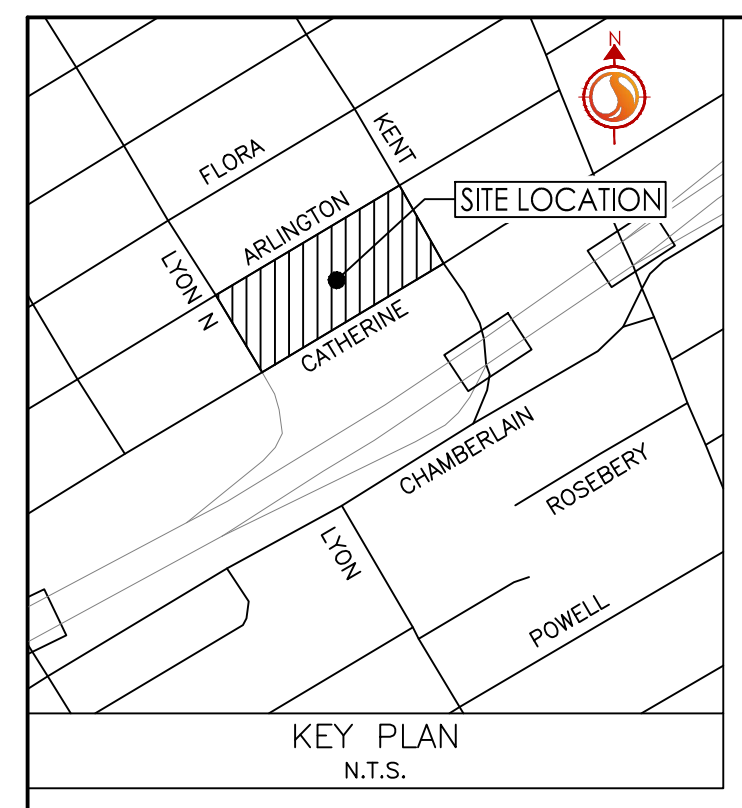 N
KENT
FLORA
SITE LOCATION
ARLINGTON
LYON N
CATHERINE
CHAMBERLAIN
ROSEBERY
LYON
POWELL
KEY PLAN
N.T.S.